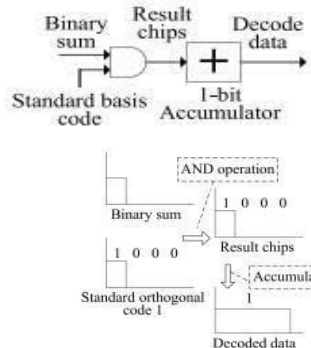 Binary
sum
Result
chips
Decode
data
Standard basis
code
+
1-bit
Accumulator
AND operation
Binary sum
1 0 0 0
Result chips
1 0 0 0
Standard orthogonal
code 1
Accumula
1
Decoded data